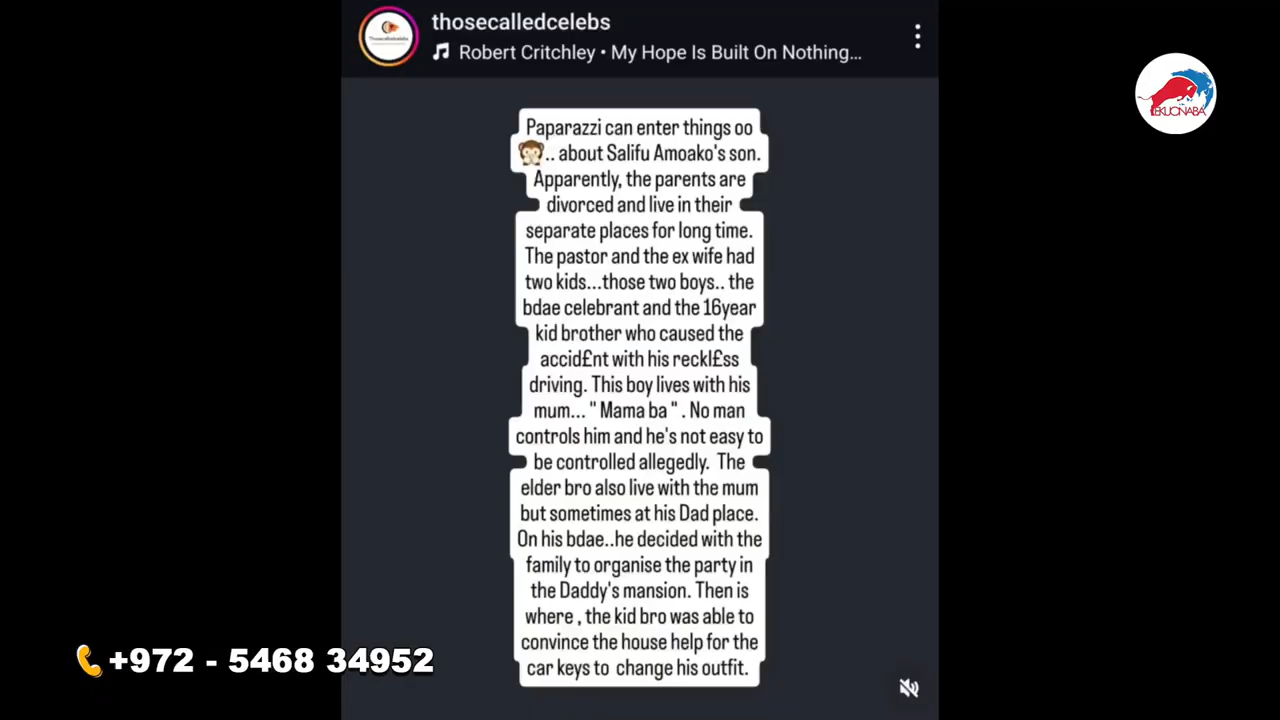 thosecalledcelebs
Robert Critchley • My Hope Is Built On Nothing...
Paparazzi can enter things oo
.. about Salifu Amoako's son.
Apparently, the parents are
divorced and live in their
separate places for long time.
The pastor and the ex wife had
two kids...those two boys.. the
bdae celebrant and the 16year
kid brother who caused the
accid£nt with his reckl£ss
driving. This boy lives with his
mum... " Mama ba " . No man
controls him and he's not easy to
be controlled allegedly. The
elder bro also live with the mum
but sometimes at his Dad place.
On his bdae..he decided with the
family to organise the party in
the Daddy's mansion. Then is
where , the kid bro was able to
convince the house help for the
car keys to change his outfit.
+972 - 5468 34952
EKUONABA